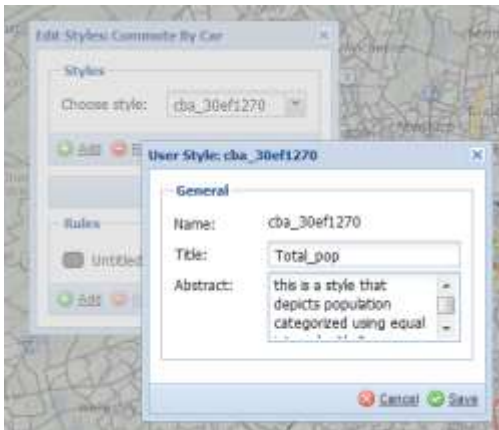 Edit Styles: Commute By Car
Styles
Choose style: cba_30ef1270
Add
User Style: cba_30ef1270
General
Name: cba_30ef1270
Title: Total_pop
Abstract: this is a style that
depicts population
categorized using equal
Rules
Untitled
Add
Cancel Save